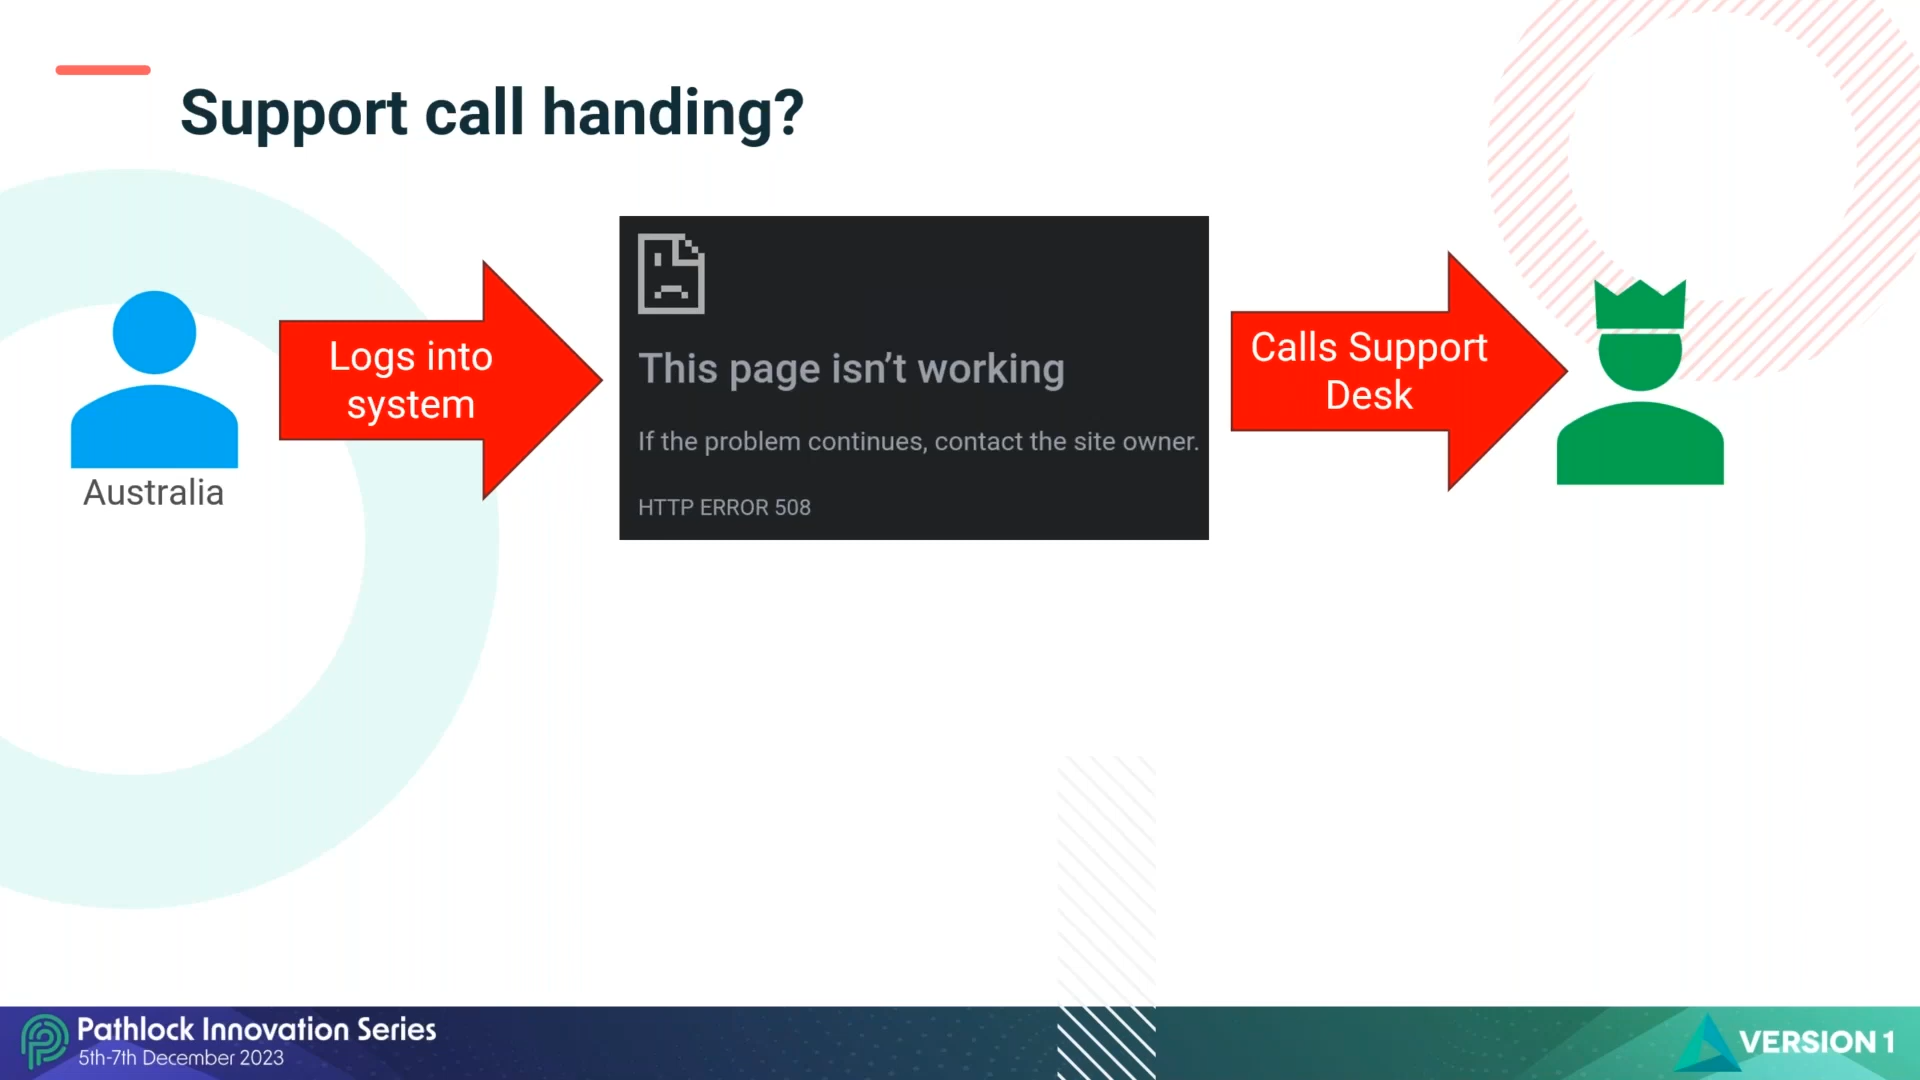 Support call handing?
Logs into
system
Australia
This page isn't working
If the problem continues, contact the site owner.
HTTP ERROR 508
Calls Support
Desk
Pathlock Innovation Series
5th-7th December 2023
VERSION 1